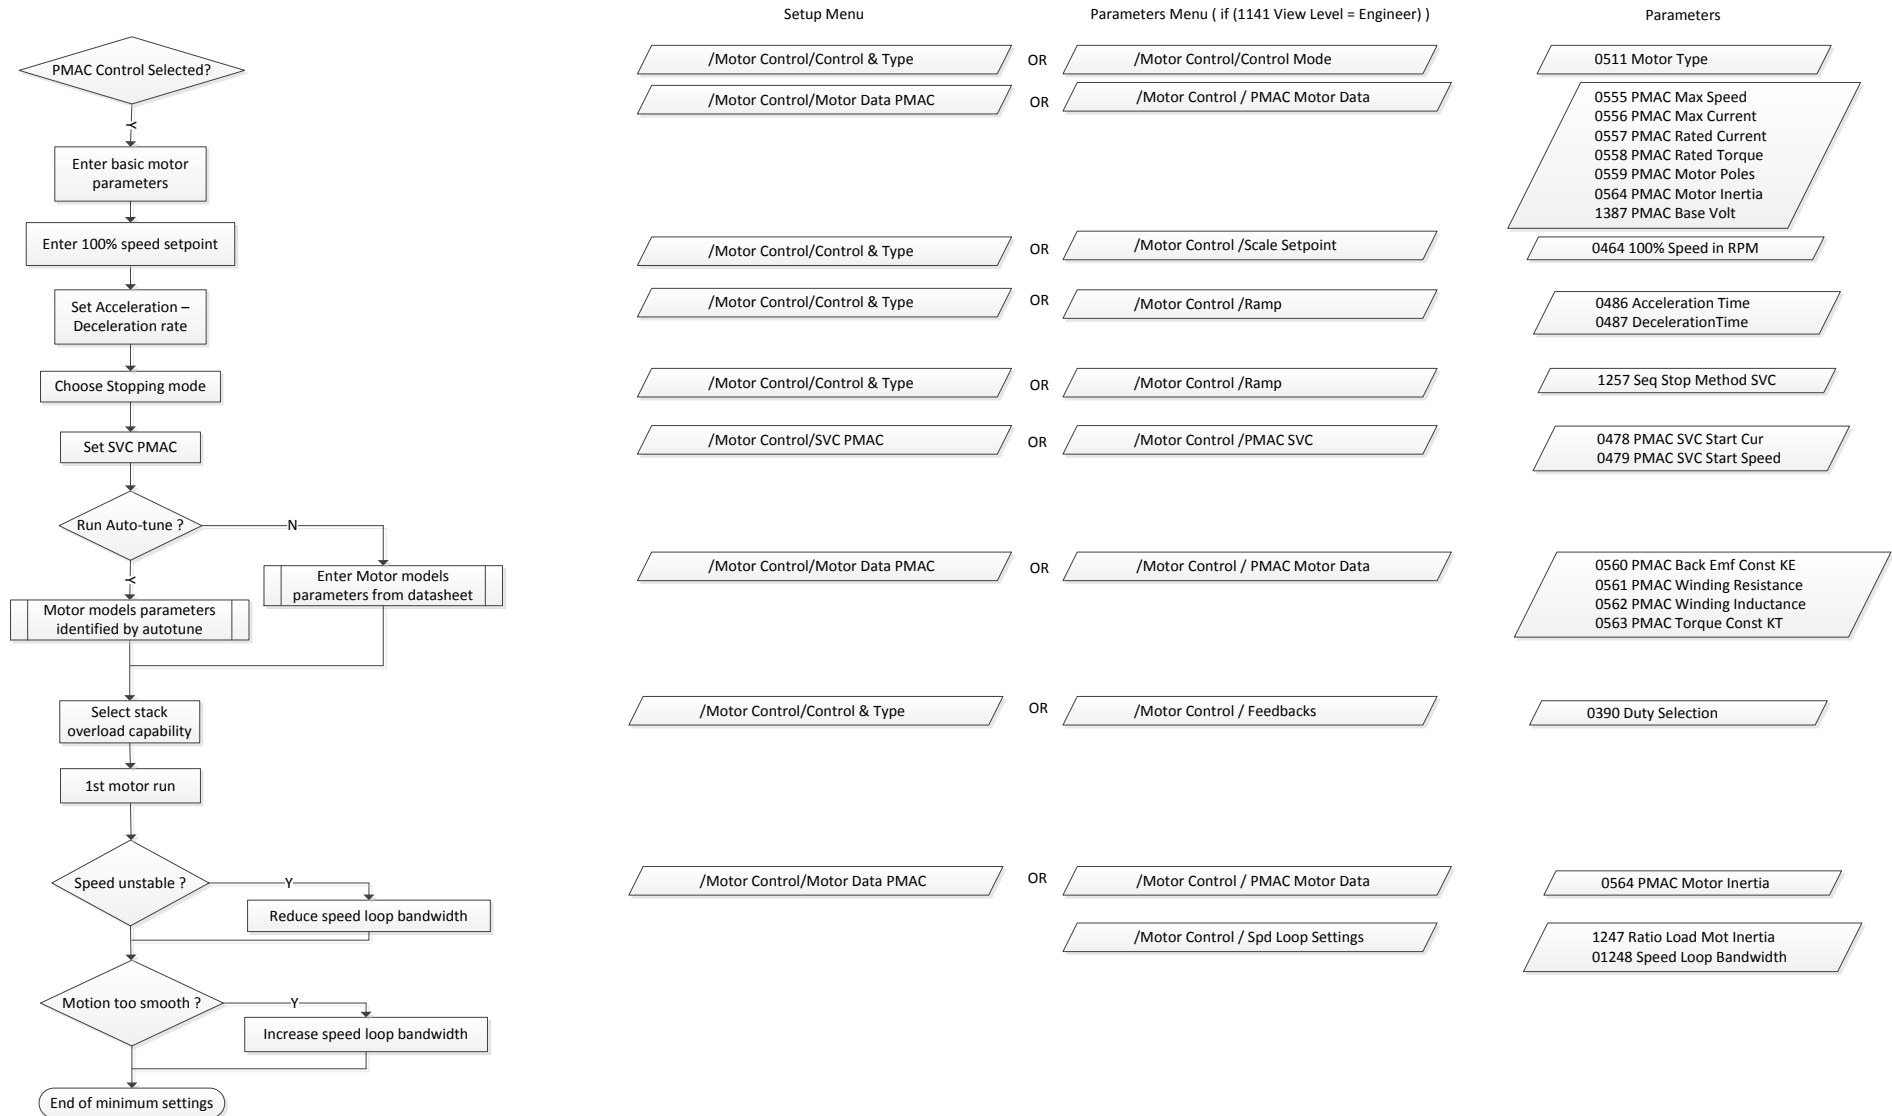 Setup Menu
Parameters Menu ( if (1141 View Level = Engineer) )
Parameters
PMAC Control Selected?
/Motor Control/Control & Type
OR
/Motor Control/Control Mode
0511 Motor Type
/Motor Control/Motor Data PMAC
OR
/Motor Control / PMAC Motor Data
0555 PMAC Max Speed
0556 PMAC Max Current
0557 PMAC Rated Current
0558 PMAC Rated Torque
0559 PMAC Motor Poles
0564 PMAC Motor Inertia
1387 PMAC Base Volt
Y
Enter basic motor
parameters
Enter 100% speed setpoint
/Motor Control/Control & Type
OR
/Motor Control /Scale Setpoint
0464 100% Speed in RPM
Set Acceleration –
Deceleration rate
/Motor Control/Control & Type
OR
/Motor Control /Ramp
0486 Acceleration Time
0487 DecelerationTime
Choose Stopping mode
/Motor Control/Control & Type
OR
/Motor Control /Ramp
1257 Seq Stop Method SVC
Set SVC PMAC
/Motor Control/SVC PMAC
OR
/Motor Control /PMAC SVC
0478 PMAC SVC Start Cur
0479 PMAC SVC Start Speed
Run Auto-tune ?
N
Y
Enter Motor models
parameters from datasheet
Motor models parameters
identified by autotune
/Motor Control/Motor Data PMAC
OR
/Motor Control / PMAC Motor Data
0560 PMAC Back Emf Const KE
0561 PMAC Winding Resistance
0562 PMAC Winding Inductance
0563 PMAC Torque Const KT
Select stack
overload capability
/Motor Control/Control & Type
OR
/Motor Control / Feedbacks
0390 Duty Selection
1st motor run
Speed unstable ?
Y
Reduce speed loop bandwidth
/Motor Control/Motor Data PMAC
OR
/Motor Control / PMAC Motor Data
0564 PMAC Motor Inertia
/Motor Control / Spd Loop Settings
1247 Ratio Load Mot Inertia
01248 Speed Loop Bandwidth
Motion too smooth ?
Y
Increase speed loop bandwidth
End of minimum settings